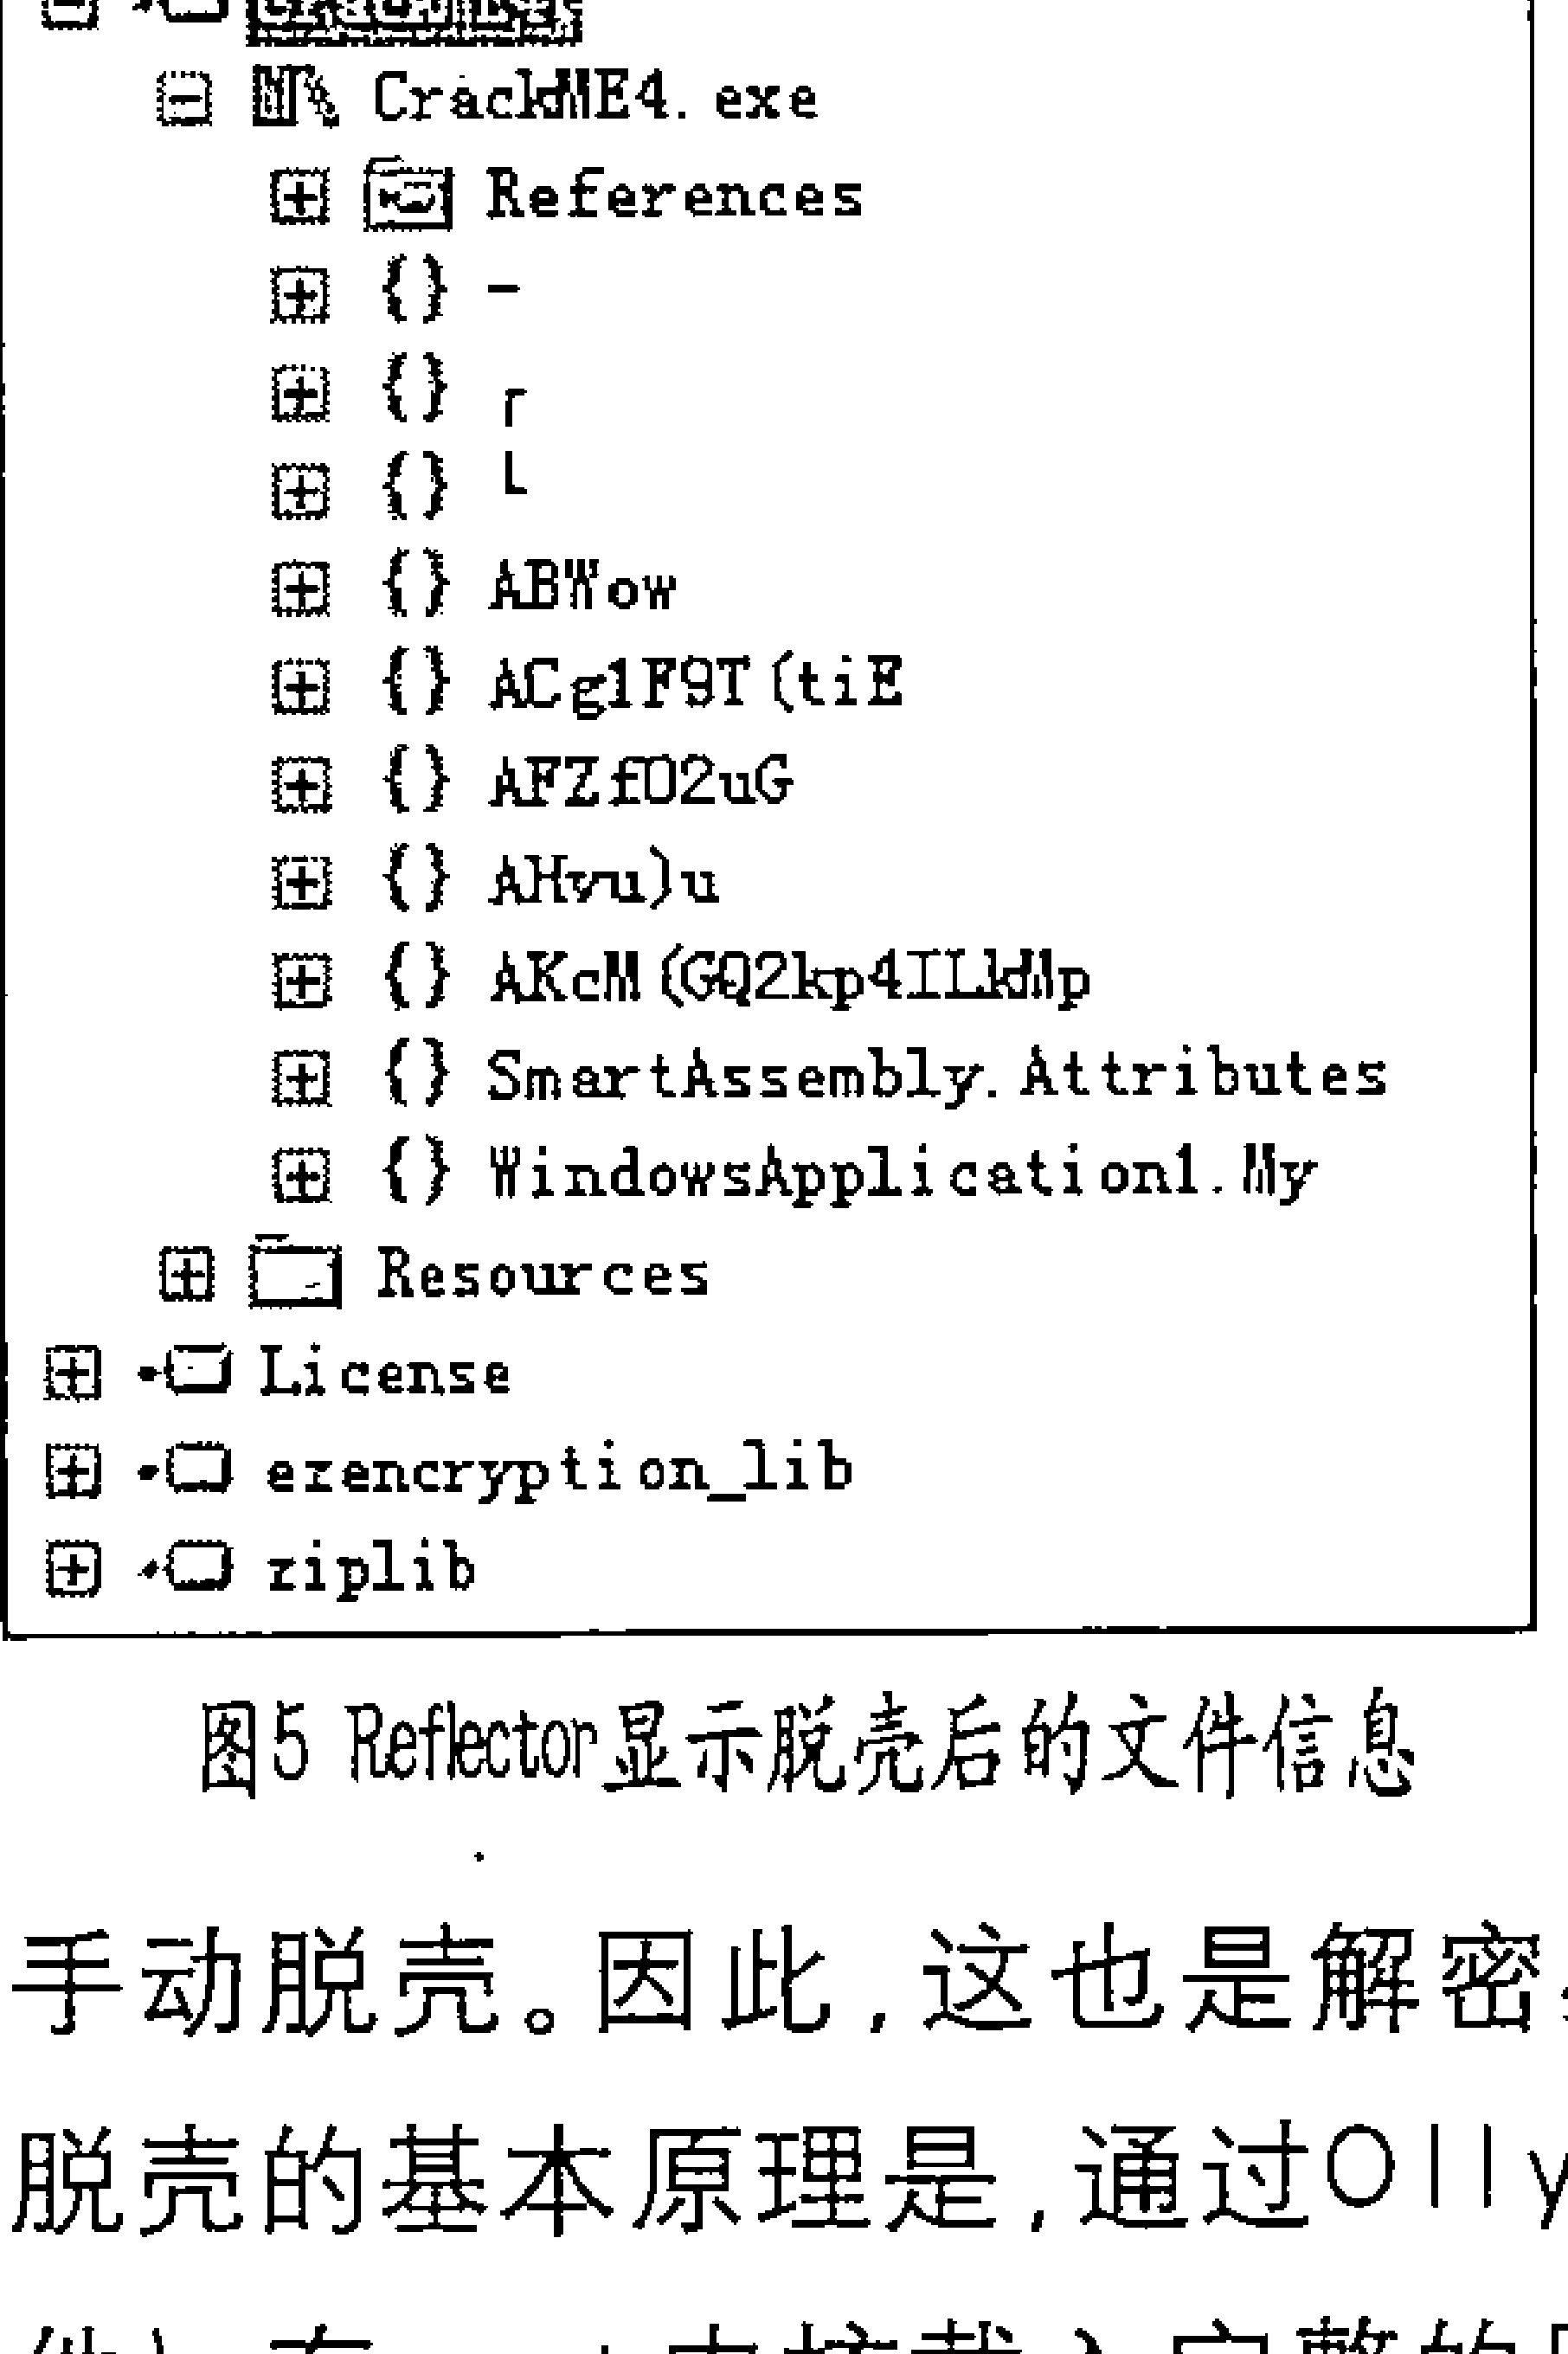 CrackME4.exe
References
-
┌
└
ABWow
ACg1F9T(tiE
AFZfO2uG
AHvu)u
AKcM(GQ2kp4ILkMp
SmartAssembly.Attributes
WindowsApplication1.My
Resources
License
ezencryption_lib
ziplib
图5 Reflector显示脱壳后的文件信息
手动脱壳。因此,这也是解密
脱壳的基本原理是,通过Olly